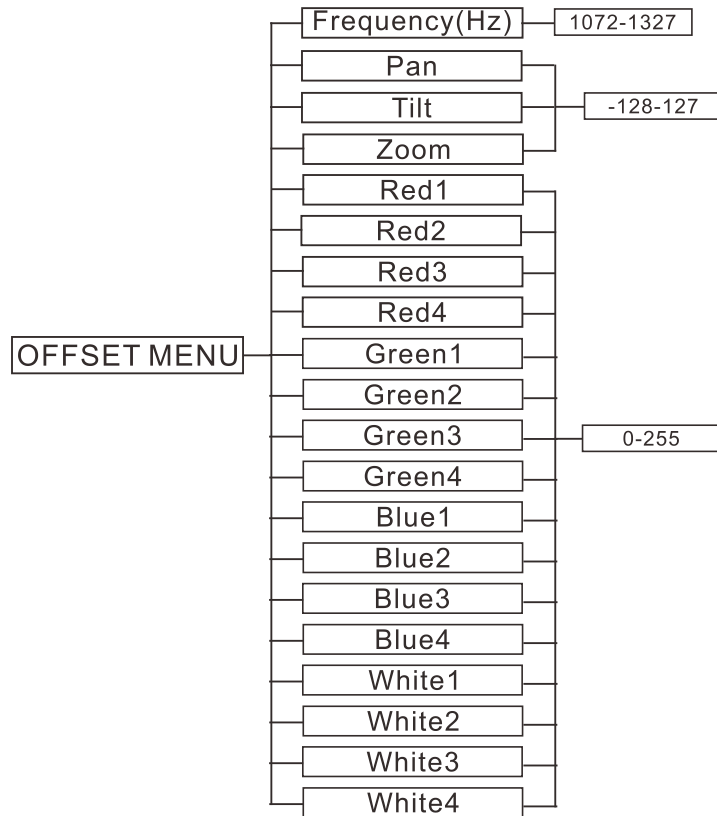 Frequency(Hz) 1072-1327
Pan
Tilt -128-127
Zoom
Red1
Red2
Red3
Red4
OFFSET MENU Green1
Green2
Green3 0-255
Green4
Blue1
Blue2
Blue3
Blue4
White1
White2
White3
White4